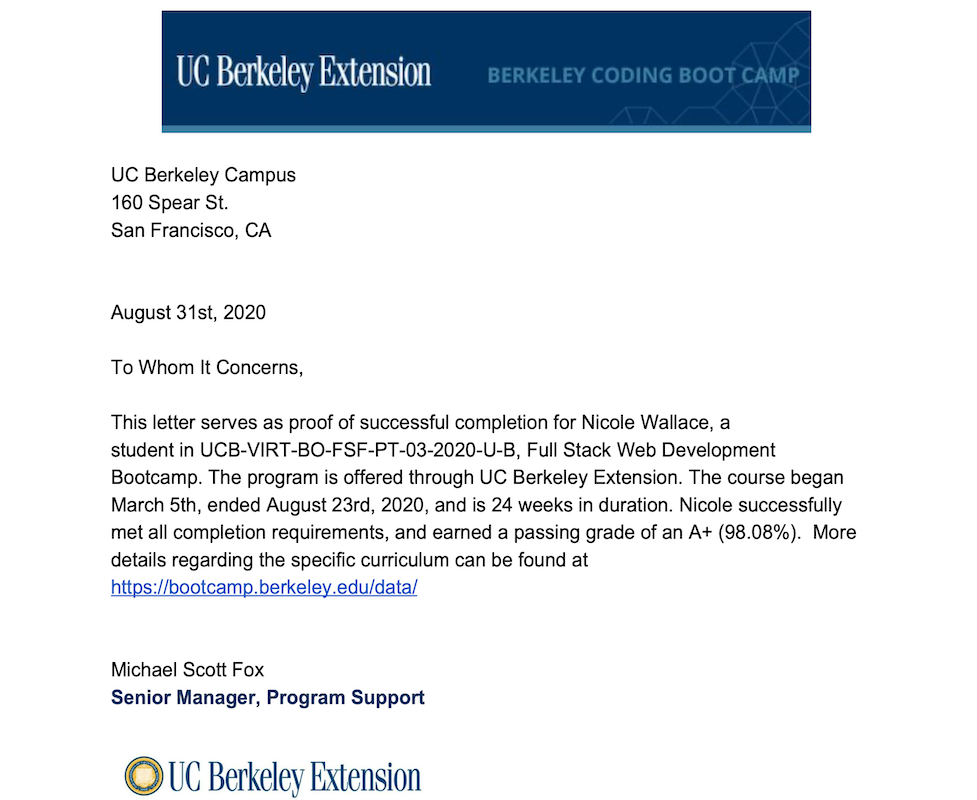 UC Berkeley Extension BERKELEY CODING BOOT CAMP
UC Berkeley Campus
160 Spear St.
San Francisco, CA
August 31st, 2020
To Whom It Concerns,
This letter serves as proof of successful completion for Nicole Wallace, a
student in UCB-VIRT-BO-FSF-PT-03-2020-U-B, Full Stack Web Development
Bootcamp. The program is offered through UC Berkeley Extension. The course began
March 5th, ended August 23rd, 2020, and is 24 weeks in duration. Nicole successfully
met all completion requirements, and earned a passing grade of an A+ (98.08%).  More
details regarding the specific curriculum can be found at
https://bootcamp.berkeley.edu/data/
Michael Scott Fox
Senior Manager, Program Support
UC Berkeley Extension